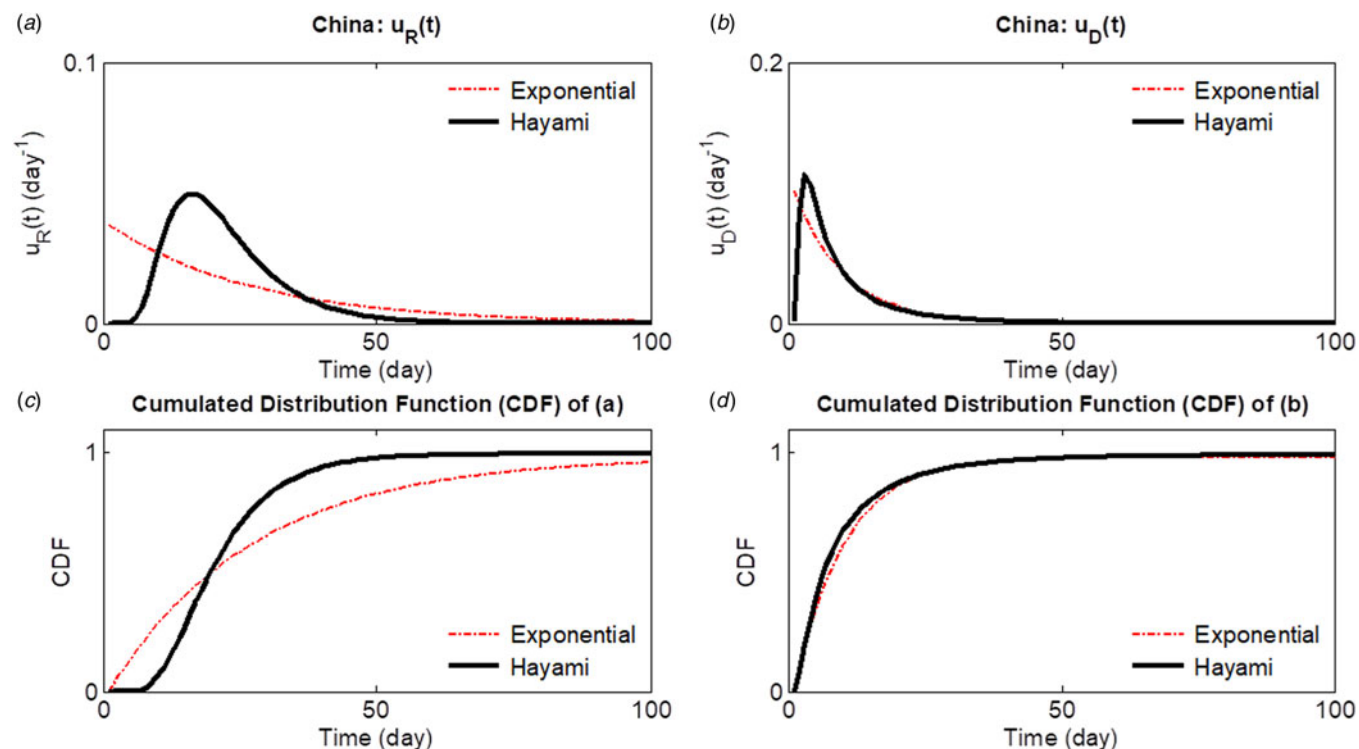 (a)
China: u_R(t)
0.1
Exponential
Hayami
u_R(t) (day⁻¹)
0
0
50
100
Time (day)
(b)
China: u_D(t)
0.2
Exponential
Hayami
u_D(t) (day⁻¹)
0
0
50
100
Time (day)
(c)
Cumulated Distribution Function (CDF) of (a)
1
CDF
Exponential
Hayami
0
0
50
100
Time (day)
(d)
Cumulated Distribution Function (CDF) of (b)
1
CDF
Exponential
Hayami
0
0
50
100
Time (day)